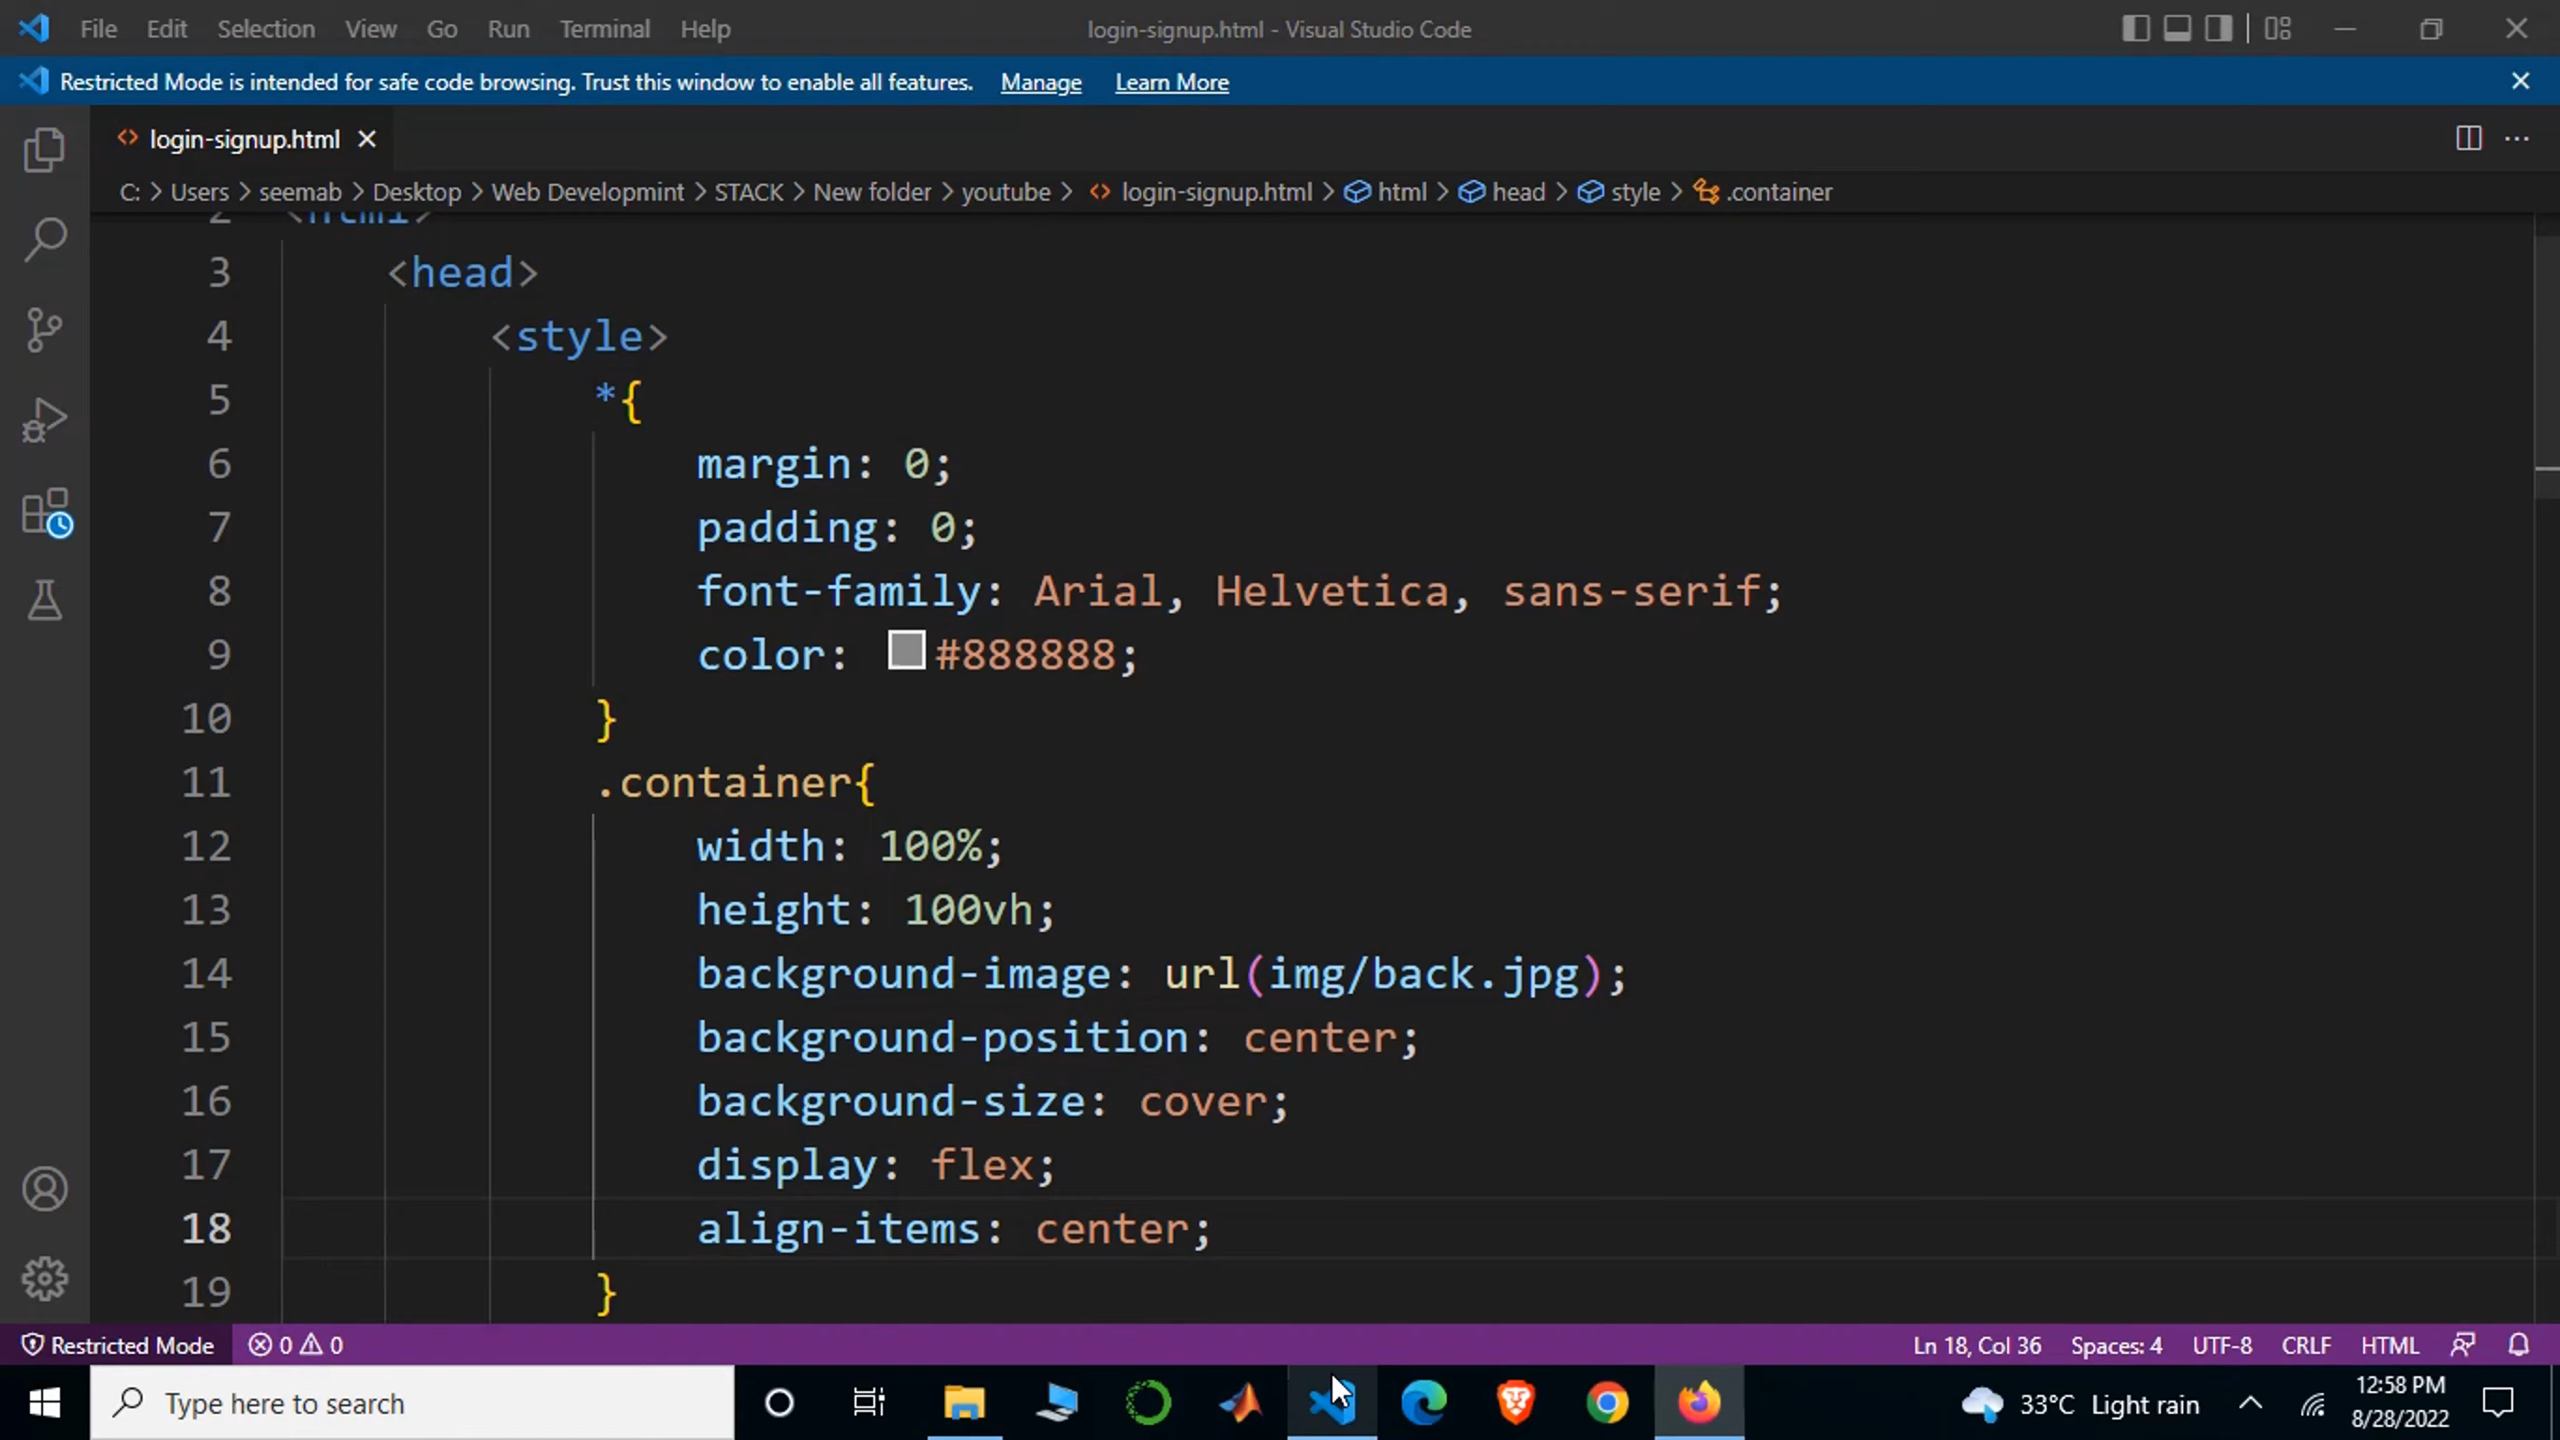 File Edit Selection View Go Run Terminal Help login-signup.html - Visual Studio Code
Restricted Mode is intended for safe code browsing. Trust this window to enable all features. Manage Learn More
login-signup.html
C: > Users > seemab > Desktop > Web Developmint > STACK > New folder > youtube > login-signup.html > html > head > style > .container
2 <html>
3 <head>
4 <style>
5 *{
6 margin: 0;
7 padding: 0;
8 font-family: Arial, Helvetica, sans-serif;
9 color: #888888;
10 }
11 .container{
12 width: 100%;
13 height: 100vh;
14 background-image: url(img/back.jpg);
15 background-position: center;
16 background-size: cover;
17 display: flex;
18 align-items: center;
19 }
Restricted Mode 0 0 Ln 18, Col 36 Spaces: 4 UTF-8 CRLF HTML
Type here to search 33°C Light rain 12:58 PM
8/28/2022